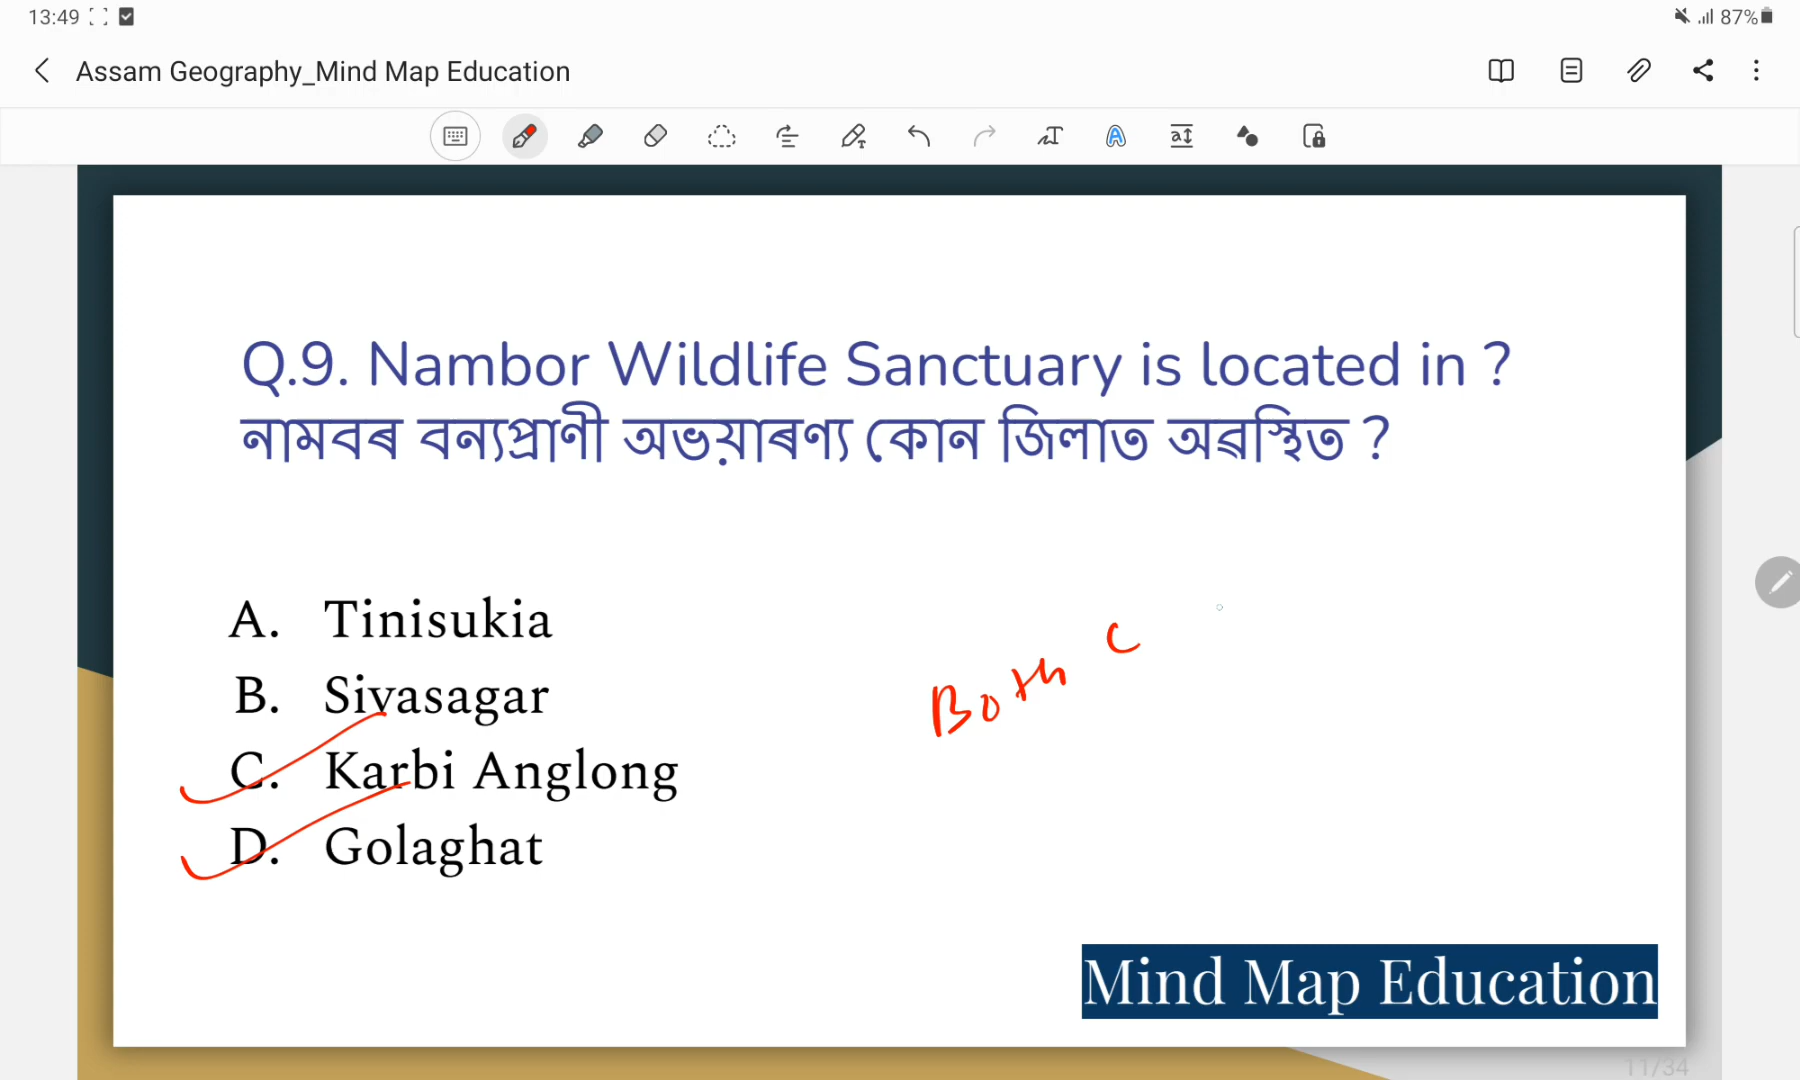 13:49
87%
Assam Geography_Mind Map Education
Q.9. Nambor Wildlife Sanctuary is located in ?
নামবৰ বন্যপ্ৰাণী অভয়াৰণ্য কোন জিলাত অৱস্থিত ?
A. Tinisukia
B. Sivasagar
C. Karbi Anglong
D. Golaghat
Both C
Mind Map Education
11/34